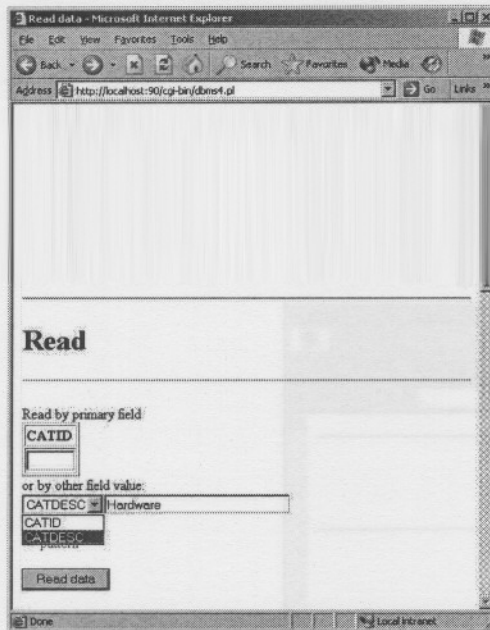 Read data - Microsoft Internet Explorer
File Edit View Favorites Tools Help
Back Search Favorites Media
Address http://localhost:90/cgi-bin/dbms4.pl Go Links
Read
Read by primary field
CATID
or by other field value:
CATDESC Hardware
CATID
CATDESC
pattern
Read data
Done Local intranet